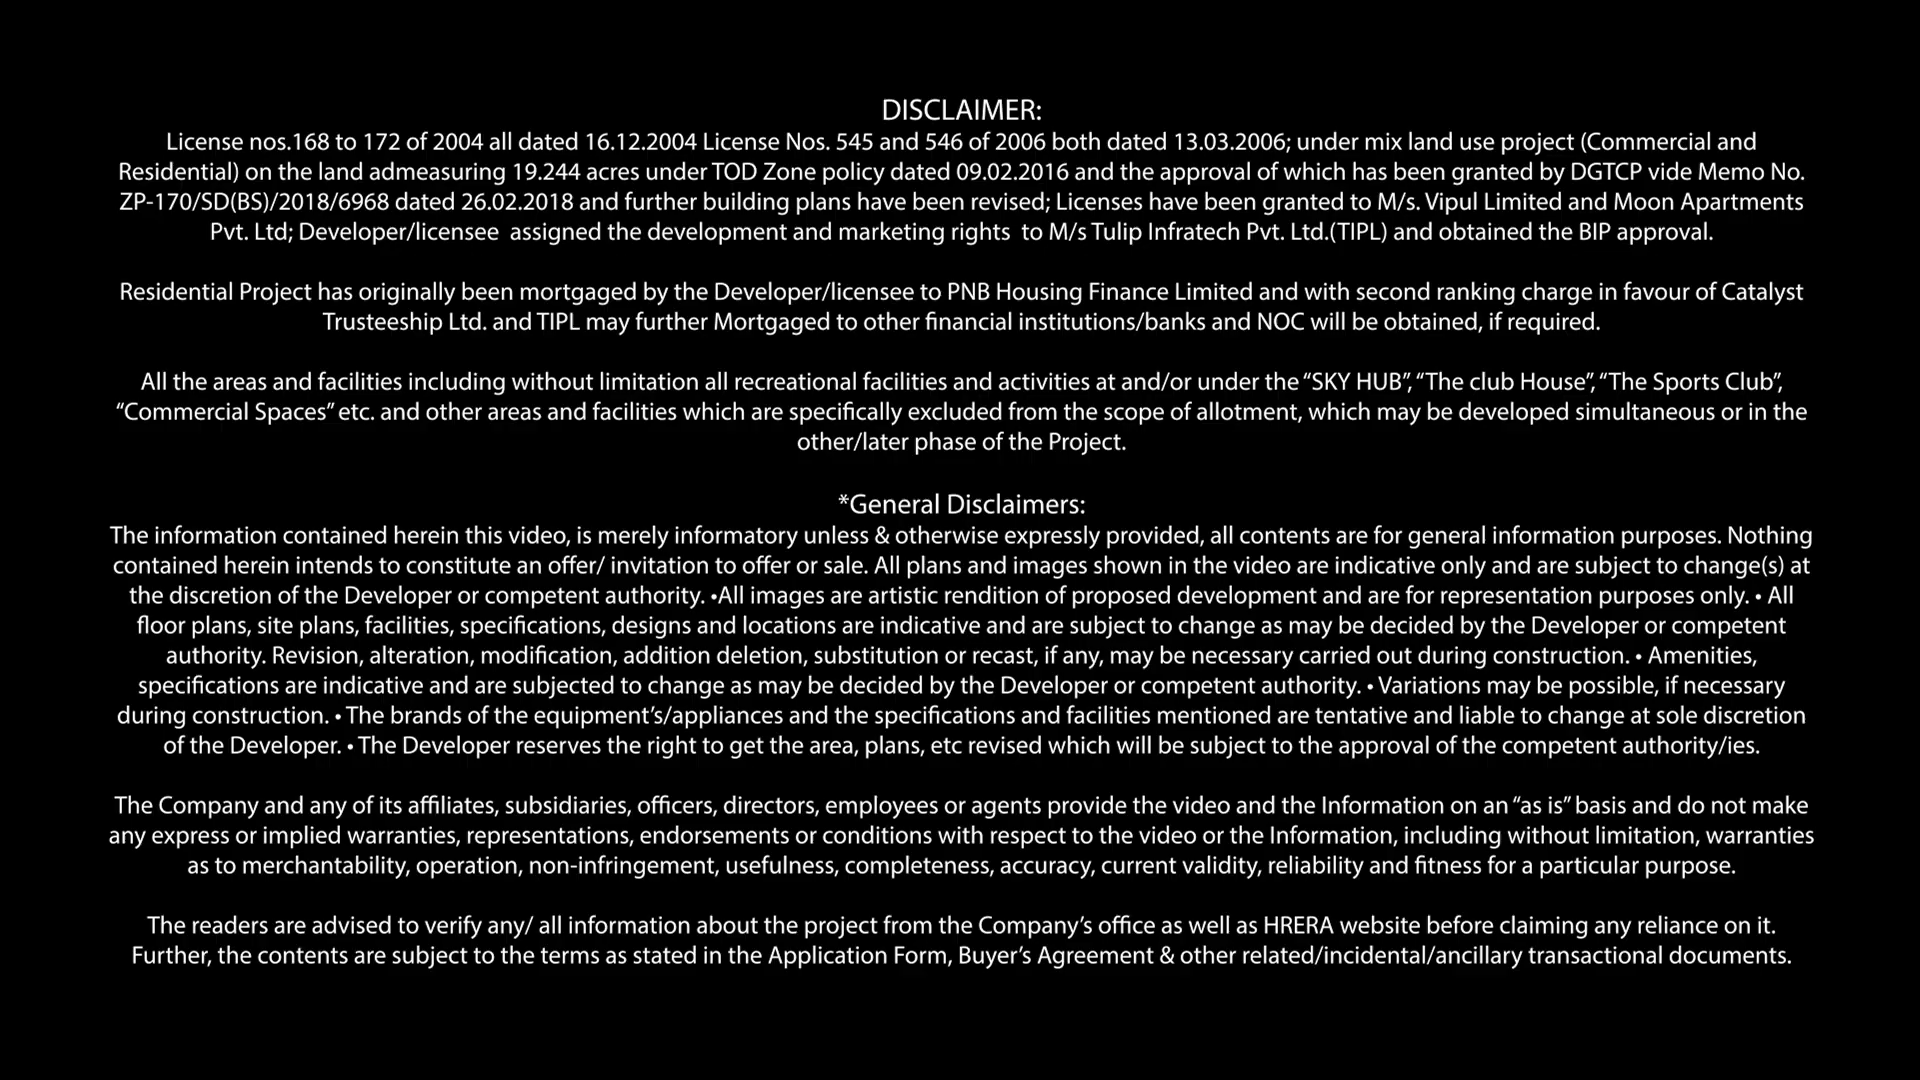 DISCLAIMER:
License nos.168 to 172 of 2004 all dated 16.12.2004 License Nos. 545 and 546 of 2006 both dated 13.03.2006; under mix land use project (Commercial and
Residential) on the land admeasuring 19.244 acres under TOD Zone policy dated 09.02.2016 and the approval of which has been granted by DGTCP vide Memo No.
ZP-170/SD(BS)/2018/6968 dated 26.02.2018 and further building plans have been revised; Licenses have been granted to M/s. Vipul Limited and Moon Apartments
Pvt. Ltd; Developer/licensee assigned the development and marketing rights to M/s Tulip Infratech Pvt. Ltd.(TIPL) and obtained the BIP approval.
Residential Project has originally been mortgaged by the Developer/licensee to PNB Housing Finance Limited and with second ranking charge in favour of Catalyst
Trusteeship Ltd. and TIPL may further Mortgaged to other financial institutions/banks and NOC will be obtained, if required.
All the areas and facilities including without limitation all recreational facilities and activities at and/or under the “SKY HUB”, “The club House”, “The Sports Club”,
“Commercial Spaces” etc. and other areas and facilities which are specifically excluded from the scope of allotment, which may be developed simultaneous or in the
other/later phase of the Project.
*General Disclaimers:
The information contained herein this video, is merely informatory unless & otherwise expressly provided, all contents are for general information purposes. Nothing
contained herein intends to constitute an offer/ invitation to offer or sale. All plans and images shown in the video are indicative only and are subject to change(s) at
the discretion of the Developer or competent authority. •All images are artistic rendition of proposed development and are for representation purposes only. • All
floor plans, site plans, facilities, specifications, designs and locations are indicative and are subject to change as may be decided by the Developer or competent
authority. Revision, alteration, modification, addition deletion, substitution or recast, if any, may be necessary carried out during construction. • Amenities,
specifications are indicative and are subjected to change as may be decided by the Developer or competent authority. • Variations may be possible, if necessary
during construction. • The brands of the equipment’s/appliances and the specifications and facilities mentioned are tentative and liable to change at sole discretion
of the Developer. • The Developer reserves the right to get the area, plans, etc revised which will be subject to the approval of the competent authority/ies.
The Company and any of its affiliates, subsidiaries, officers, directors, employees or agents provide the video and the Information on an “as is” basis and do not make
any express or implied warranties, representations, endorsements or conditions with respect to the video or the Information, including without limitation, warranties
as to merchantability, operation, non-infringement, usefulness, completeness, accuracy, current validity, reliability and fitness for a particular purpose.
The readers are advised to verify any/ all information about the project from the Company’s office as well as HRERA website before claiming any reliance on it.
Further, the contents are subject to the terms as stated in the Application Form, Buyer’s Agreement & other related/incidental/ancillary transactional documents.